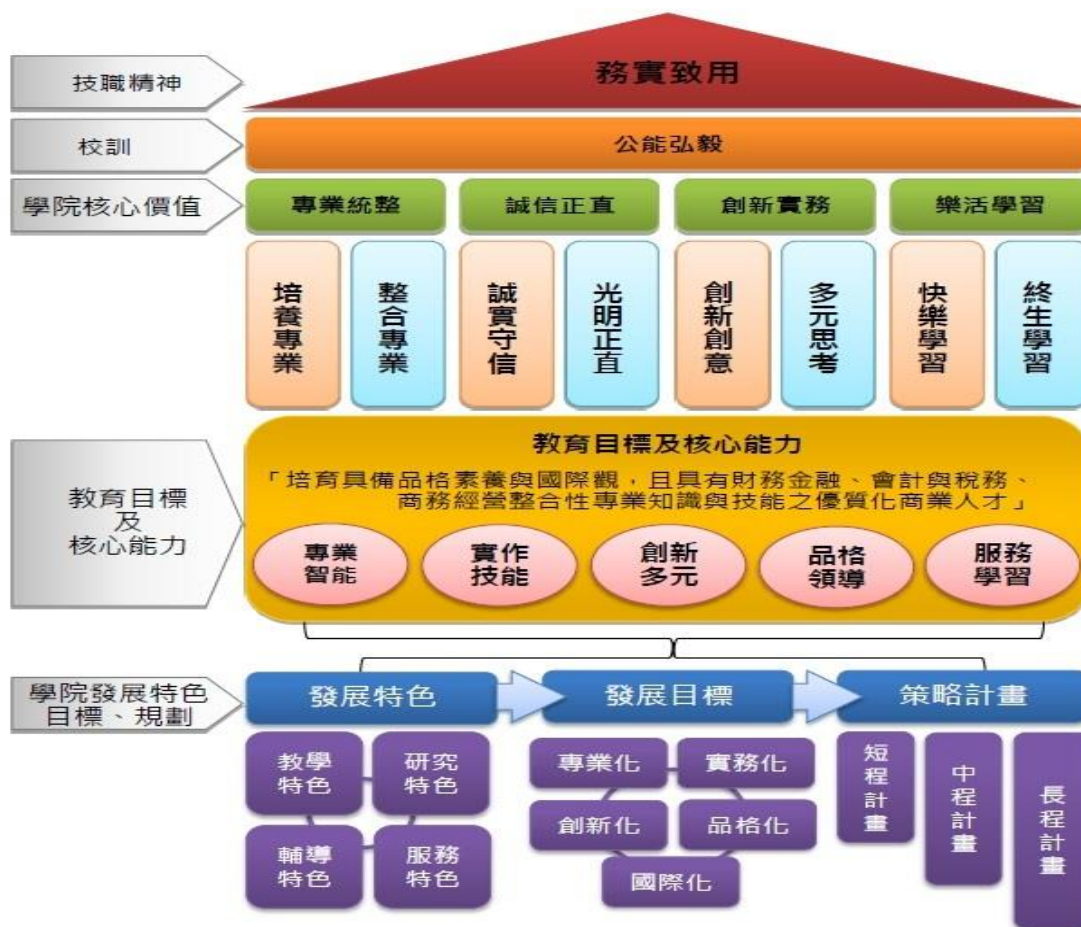 技職精神
務實致用
校訓
公能弘毅
學院核心價值
專業統整
誠信正直
創新實務
樂活學習
培養專業
整合專業
誠實守信
光明正直
創新創意
多元思考
快樂學習
終生學習
教育目標
及
核心能力
教育目標及核心能力
「培育具備品格素養與國際觀，且具有財務金融、會計與稅務、
商務經營整合性專業知識與技能之優質化商業人才」
專業
智能
實作
技能
創新
多元
品格
領導
服務
學習
學院發展特色
目標、規劃
發展特色
發展目標
策略計畫
教學
特色
研究
特色
輔導
特色
服務
特色
專業化
實務化
創新化
品格化
國際化
短程計畫
中程計畫
長程計畫